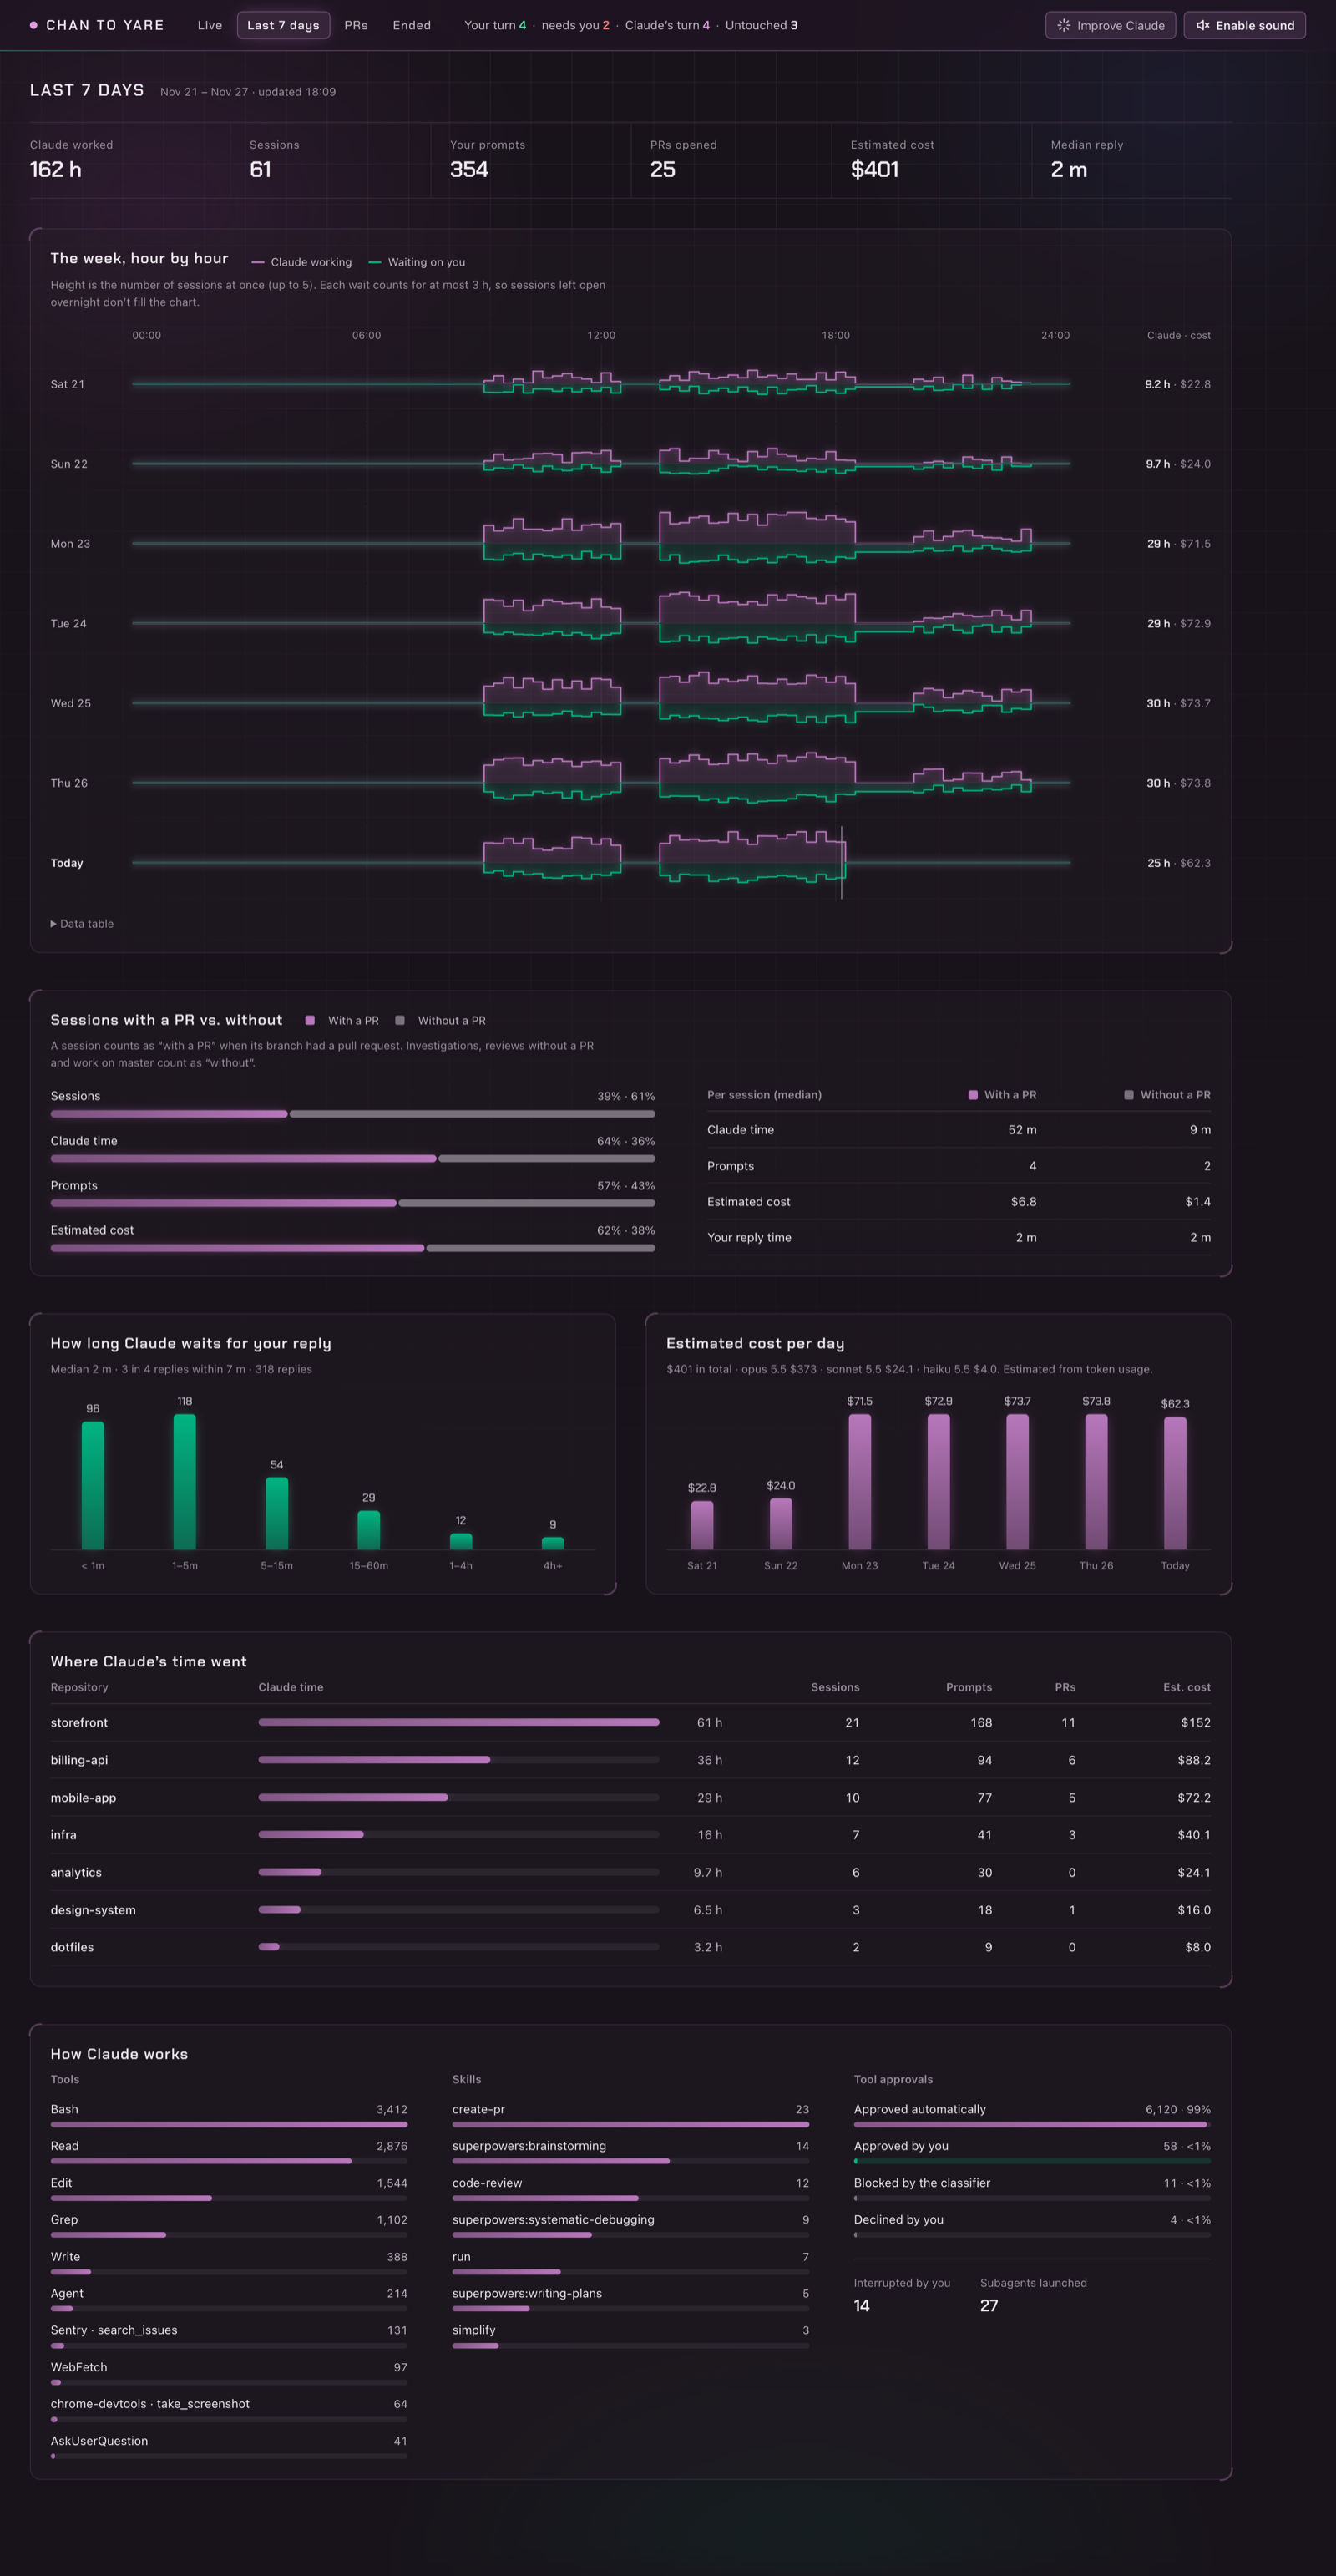 CHAN TO YARE Live Last 7 days PRs Ended Your turn 4 · needs you 2 · Claude's turn 4 · Untouched 3 Improve Claude Enable sound
LAST 7 DAYS Nov 21 – Nov 27 · updated 18:09
Claude worked Sessions Your prompts PRs opened Estimated cost Median reply
162 h 61 354 25 $401 2 m
The week, hour by hour Claude working Waiting on you
Height is the number of sessions at once (up to 5). Each wait counts for at most 3 h, so sessions left open
overnight don't fill the chart.
00:00 06:00 12:00 18:00 24:00 Claude · cost
Sat 21 9.2 h · $22.8
Sun 22 9.7 h · $24.0
Mon 23 29 h · $71.5
Tue 24 29 h · $72.9
Wed 25 30 h · $73.7
Thu 26 30 h · $73.8
Today 25 h · $62.3
Data table
Sessions with a PR vs. without With a PR Without a PR
A session counts as "with a PR" when its branch had a pull request. Investigations, reviews without a PR
and work on master count as "without".
Sessions 39% · 61%
Claude time 64% · 36%
Prompts 57% · 43%
Estimated cost 62% · 38%
Per session (median) With a PR Without a PR
Claude time 52 m 9 m
Prompts 4 2
Estimated cost $6.8 $1.4
Your reply time 2 m 2 m
How long Claude waits for your reply
Median 2 m · 3 in 4 replies within 7 m · 318 replies
96 118 54 29 12 9
< 1m 1–5m 5–15m 15–60m 1–4h 4h+
Estimated cost per day
$401 in total · opus 5.5 $373 · sonnet 5.5 $24.1 · haiku 5.5 $4.0. Estimated from token usage.
$22.8 $24.0 $71.5 $72.9 $73.7 $73.8 $62.3
Sat 21 Sun 22 Mon 23 Tue 24 Wed 25 Thu 26 Today
Where Claude's time went
Repository Claude time Sessions Prompts PRs Est. cost
storefront 61 h 21 168 11 $152
billing-api 36 h 12 94 6 $88.2
mobile-app 29 h 10 77 5 $72.2
infra 16 h 7 41 3 $40.1
analytics 9.7 h 6 30 0 $24.1
design-system 6.5 h 3 18 1 $16.0
dotfiles 3.2 h 2 9 0 $8.0
How Claude works
Tools
Bash 3,412
Read 2,876
Edit 1,544
Grep 1,102
Write 388
Agent 214
Sentry · search_issues 131
WebFetch 97
chrome-devtools · take_screenshot 64
AskUserQuestion 41
Skills
create-pr 23
superpowers:brainstorming 14
code-review 12
superpowers:systematic-debugging 9
run 7
superpowers:writing-plans 5
simplify 3
Tool approvals
Approved automatically 6,120 · 99%
Approved by you 58 · <1%
Blocked by the classifier 11 · <1%
Declined by you 4 · <1%
Interrupted by you Subagents launched
14 27